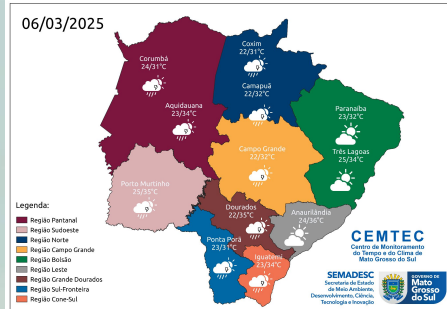 06/03/2025
Corumbá
24/31°C
Coxim
22/31°C
Camapuã
22/32°C
Aquidauana
23/34°C
Paranaíba
23/32°C
Três Lagoas
25/34°C
Campo Grande
22/32°C
Porto Murtinho
25/35°C
Dourados
22/35°C
Anaurilândia
24/36°C
Ponta Porã
23/31°C
Iguatemi
23/34°C
Legenda:
Região Pantanal
Região Sudoeste
Região Norte
Região Campo Grande
Região Bolsão
Região Leste
Região Grande Dourados
Região Sul-Fronteira
Região Cone-Sul
CEMTEC
Centro de Monitoramento
do Tempo e do Clima de
Mato Grosso do Sul
SEMADESC
Secretaria de Estado
de Meio Ambiente,
Desenvolvimento, Ciência,
Tecnologia e Inovação
GOVERNO DE
Mato
Grosso
do Sul